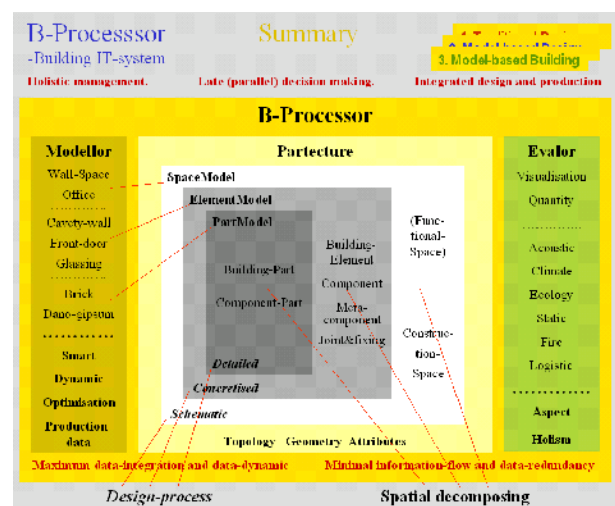 B-Processsor
-Building IT-system
Summary
3. Model-based Building
Holistic management.
Late (parallel) decision making.
Integrated design and production
B-Processor
Modellor
Wall-Space
Office
Cavety-wall
Front-door
Glassing
Brick
Dano-gipsum
Smart
Dynamic
Optimisation
Production
data
Partecture
SpaceModel
ElementModel
PartModel
Building-Part
Component-Part
Detailed
Concretised
Schematic
Building-
Element
Component
Meta-
component
Joint&fixing
(Func-
tional-
Space)
Construc-
tion-
Space
Topology Geometry Attributes
Evalor
Visualisation
Quantity
Acoustic
Climate
Ecology
Static
Fire
Logistic
Aspect
Holism
Maximum data-integration and data-dynamic
Minimal information-flow and data-redundancy
Design-process
Spatial decomposing